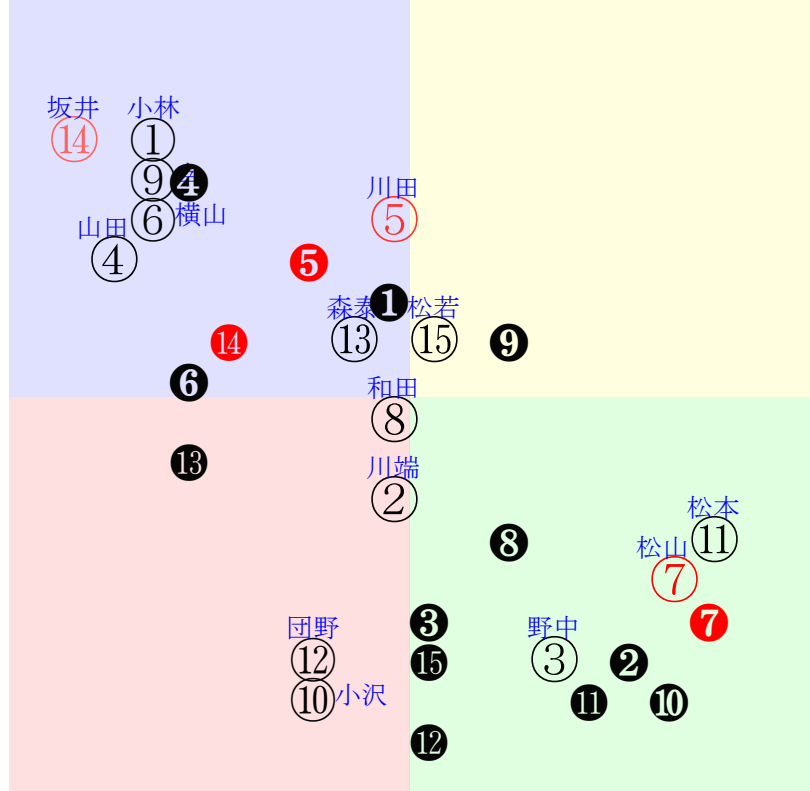 坂井 小林
⑭ ①
⑨ ❹
川田
⑥ 横山 ⑤
山田
④ ❺
❶
森泰 松若
⓮ ⑬ ⑮ ❾
❻
和田
⑧
⓭
川端
②
松本
❽ ⑪
松山
⑦
❸ ❼
団野 野中
⑫ ⓯ ③ ❷
⑩ 小沢 ⓫ ❿
⓬